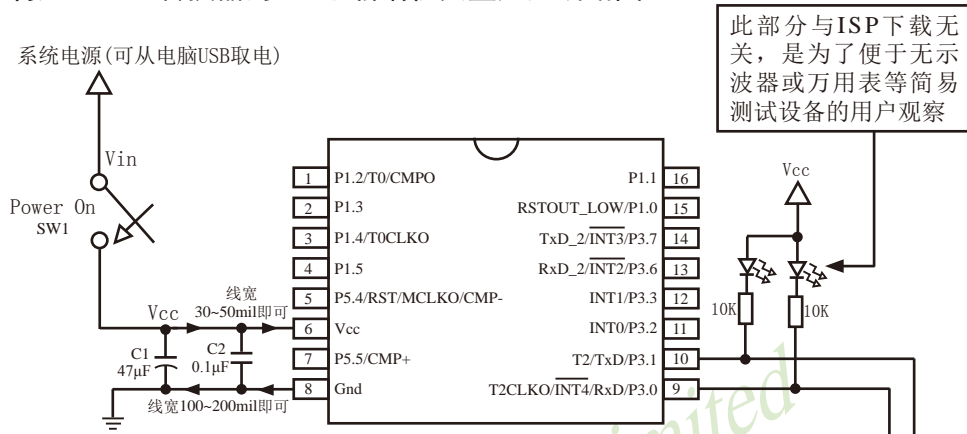 此部分与ISP下载无
关，是为了便于无示
波器或万用表等简易
测试设备的用户观察
系统电源(可从电脑USB取电)
Vin
Power On
SW1
Vcc
线宽
30~50mil即可
C1
47μF
C2
0.1μF
线宽100~200mil即可
1 P1.2/T0/CMPO
2 P1.3
3 P1.4/T0CLKO
4 P1.5
5 P5.4/RST/MCLKO/CMP-
6 Vcc
7 P5.5/CMP+
8 Gnd
P1.1 16
RSTOUT_LOW/P1.0 15
TxD_2/INT3/P3.7 14
RxD_2/INT2/P3.6 13
INT1/P3.3 12
INT0/P3.2 11
T2/TxD/P3.1 10
T2CLKO/INT4/RxD/P3.0 9
Vcc
10K
10K